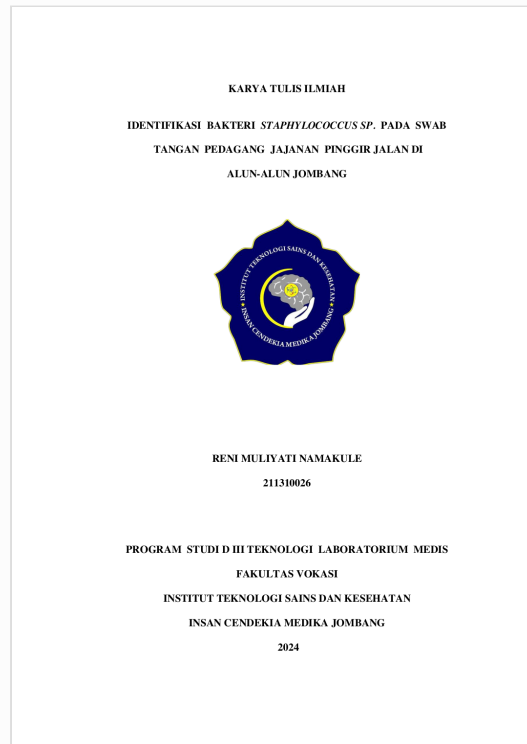 KARYA TULIS ILMIAH
IDENTIFIKASI BAKTERI STAPHYLOCOCCUS SP. PADA SWAB
TANGAN PEDAGANG JAJANAN PINGGIR JALAN DI
ALUN-ALUN JOMBANG
INSTITUT TEKNOLOGI SAINS DAN KESEHATAN
INSAN CENDEKIA MEDIKA JOMBANG
RENI MULIYATI NAMAKULE
211310026
PROGRAM STUDI D III TEKNOLOGI LABORATORIUM MEDIS
FAKULTAS VOKASI
INSTITUT TEKNOLOGI SAINS DAN KESEHATAN
INSAN CENDEKIA MEDIKA JOMBANG
2024